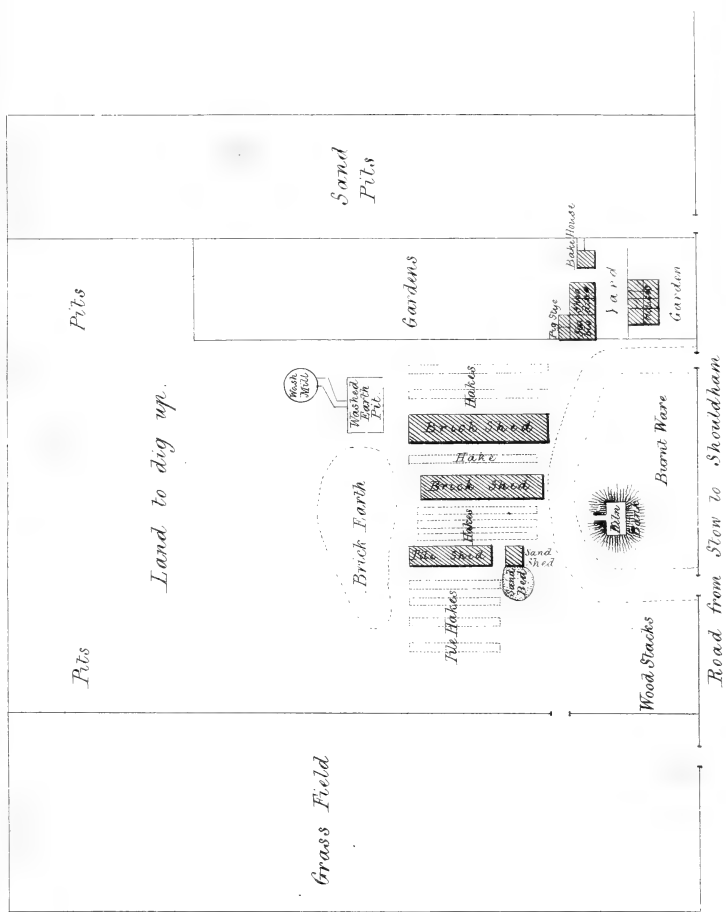 Pits
Pits
Land to dig up.
Wash
Mill
Grass Field
Sand
Pits
Washed
Earth
Pit
Brick Earth
Gardens
Tile Hakes
Tile Shed
Hakes
Brick Shed
Hake
Brick Shed
Hakes
Sand
Bed
Sand
Shed
Pig Stye
Bake House
Yard
Kiln
Wood Stacks
Burnt Ware
Garden
Road from Stow to Shouldham